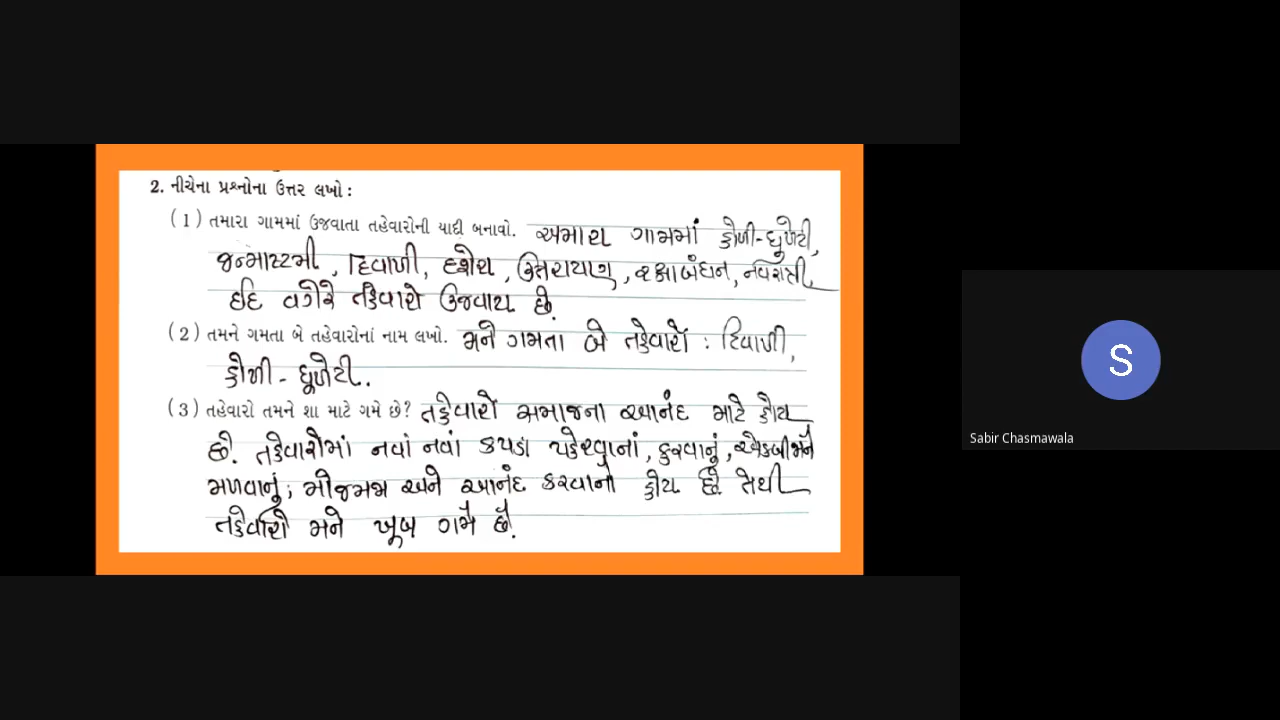 2. નીચેના પ્રશ્નોના ઉત્તર લખો :
(1) તમારા ગામમાં ઉજવાતા તહેવારોની યાદી બનાવો. અમારા ગામમાં હોળી-ધુળેટી,
જન્માષ્ટમી, દિવાળી, દશેરા, ઉત્તરાયણ, રક્ષાબંધન, નવરાત્રી,
ઈદ વગેરે તહેવારો ઉજવાય છે.
(2) તમને ગમતા બે તહેવારોનાં નામ લખો. મને ગમતા બે તહેવારો : દિવાળી,
હોળી - ધુળેટી.
(3) તહેવારો તમને શા માટે ગમે છે? તહેવારો સમાજના આનંદ માટે હોય
છે. તહેવારોમાં નવાં નવાં કપડા પહેરવાનાં, ફરવાનું, એકબીજાને
મળવાનું; મોજમજા અને આનંદ કરવાનો હોય છે તેથી
તહેવારો મને ખૂબ ગમે છે.
S
Sabir Chasmawala